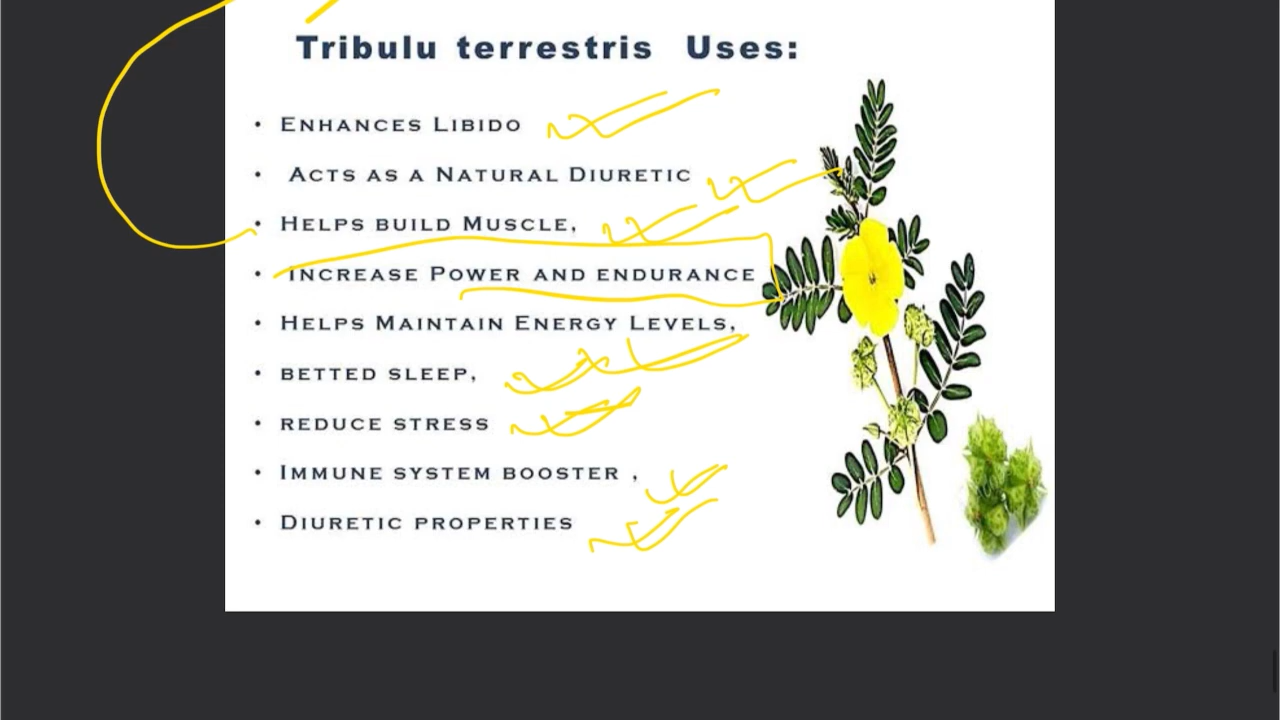 Tribulu terrestris Uses:
• ENHANCES LIBIDO
• ACTS AS A NATURAL DIURETIC
• HELPS BUILD MUSCLE,
• INCREASE POWER AND ENDURANCE
• HELPS MAINTAIN ENERGY LEVELS,
• BETTED SLEEP,
• REDUCE STRESS
• IMMUNE SYSTEM BOOSTER ,
• DIURETIC PROPERTIES